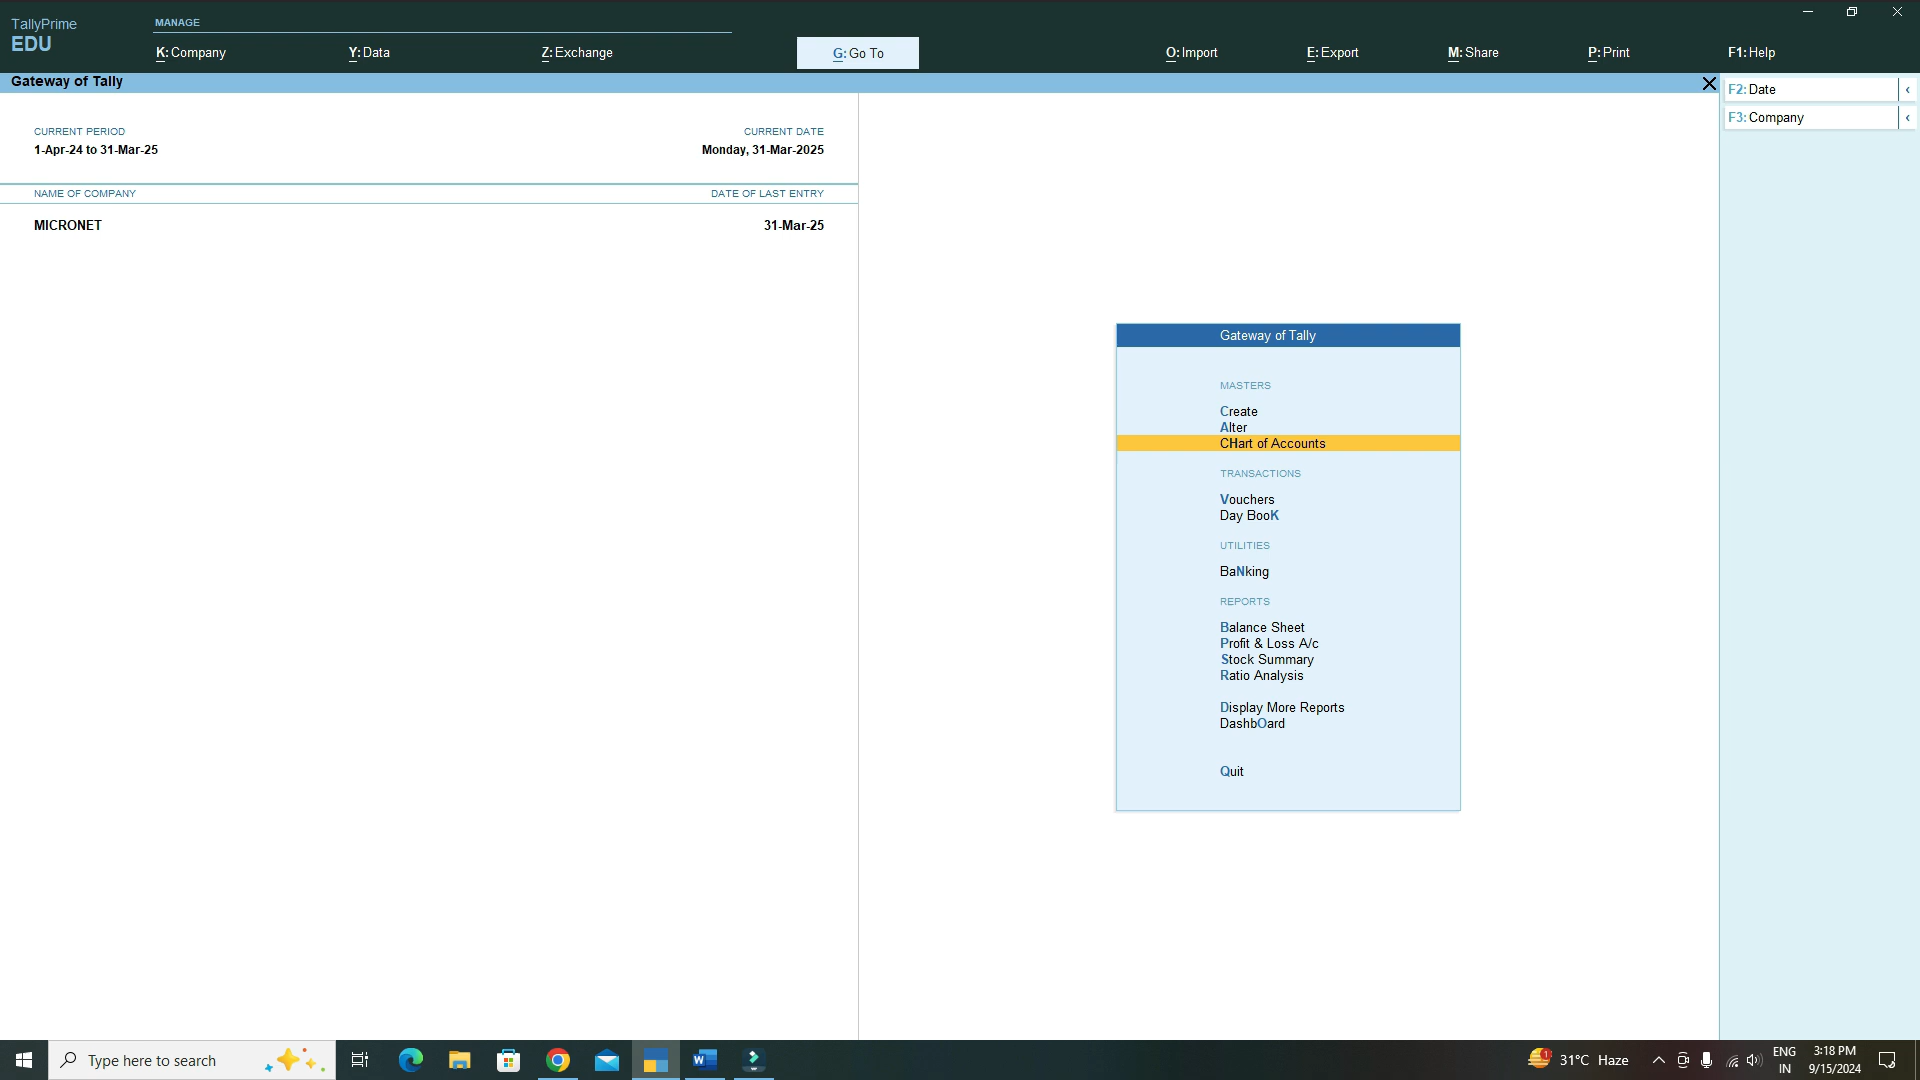 TallyPrime
EDU
MANAGE
K: Company
Y: Data
Z: Exchange
G: Go To
O: Import
E: Export
M: Share
P: Print
F1: Help
Gateway of Tally
F2: Date
F3: Company
CURRENT PERIOD
CURRENT DATE
1-Apr-24 to 31-Mar-25
Monday, 31-Mar-2025
NAME OF COMPANY
DATE OF LAST ENTRY
MICRONET
31-Mar-25
Gateway of Tally
MASTERS
Create
Alter
CHart of Accounts
TRANSACTIONS
Vouchers
Day BooK
UTILITIES
BaNking
REPORTS
Balance Sheet
Profit & Loss A/c
Stock Summary
Ratio Analysis
Display More Reports
DashbOard
Quit
Type here to search
1
31°C Haze
ENG
IN
3:18 PM
9/15/2024